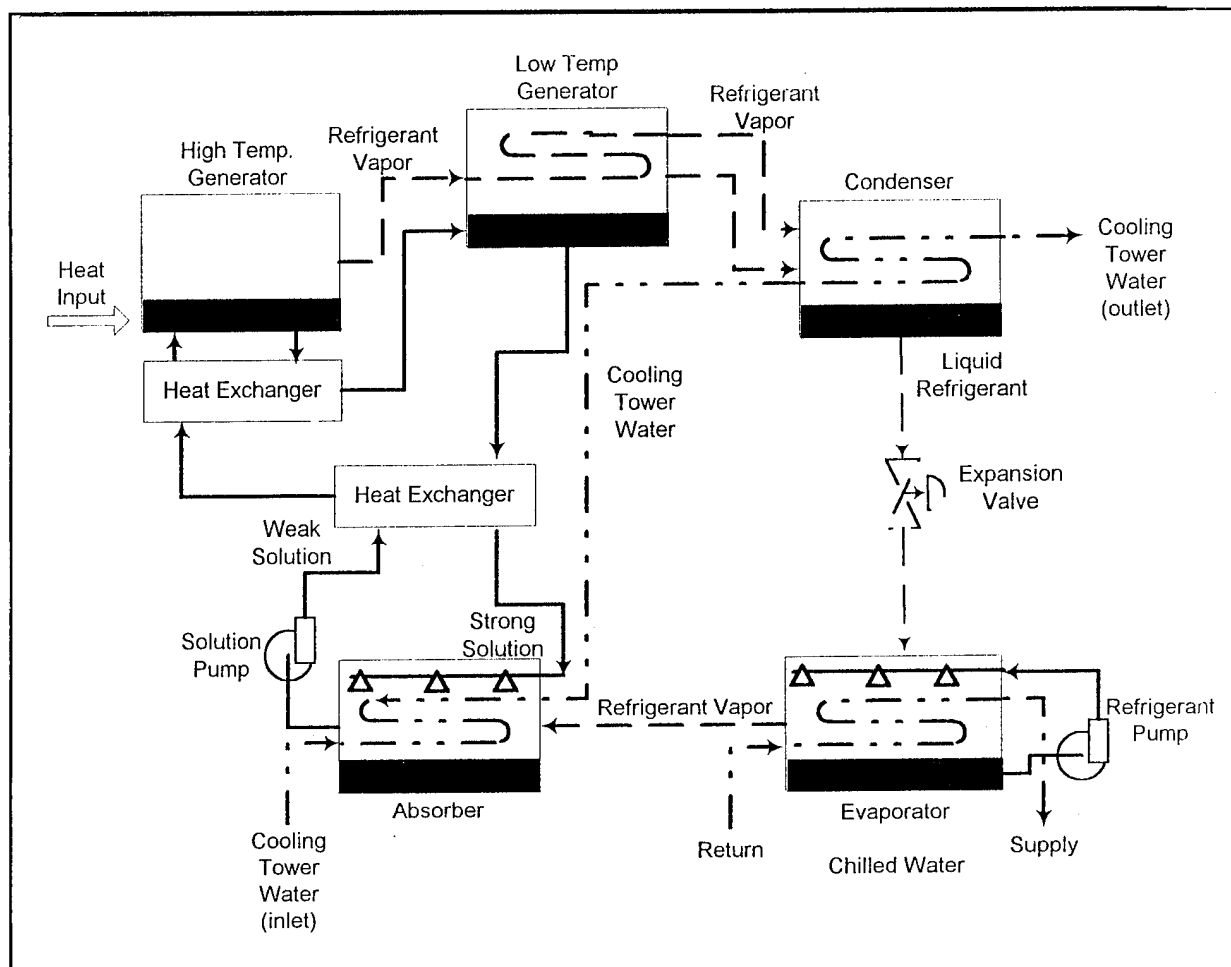 Low Temp
Generator
Refrigerant
Vapor
Refrigerant
Vapor
High Temp.
Generator
Condenser
Cooling
Tower
Water
(outlet)
Heat
Input
Heat Exchanger
Liquid
Refrigerant
Cooling
Tower
Water
Heat Exchanger
Expansion
Valve
Weak
Solution
Solution
Pump
Strong
Solution
Refrigerant Vapor
Refrigerant
Pump
Absorber
Evaporator
Cooling
Tower
Water
(inlet)
Return
Chilled Water
Supply